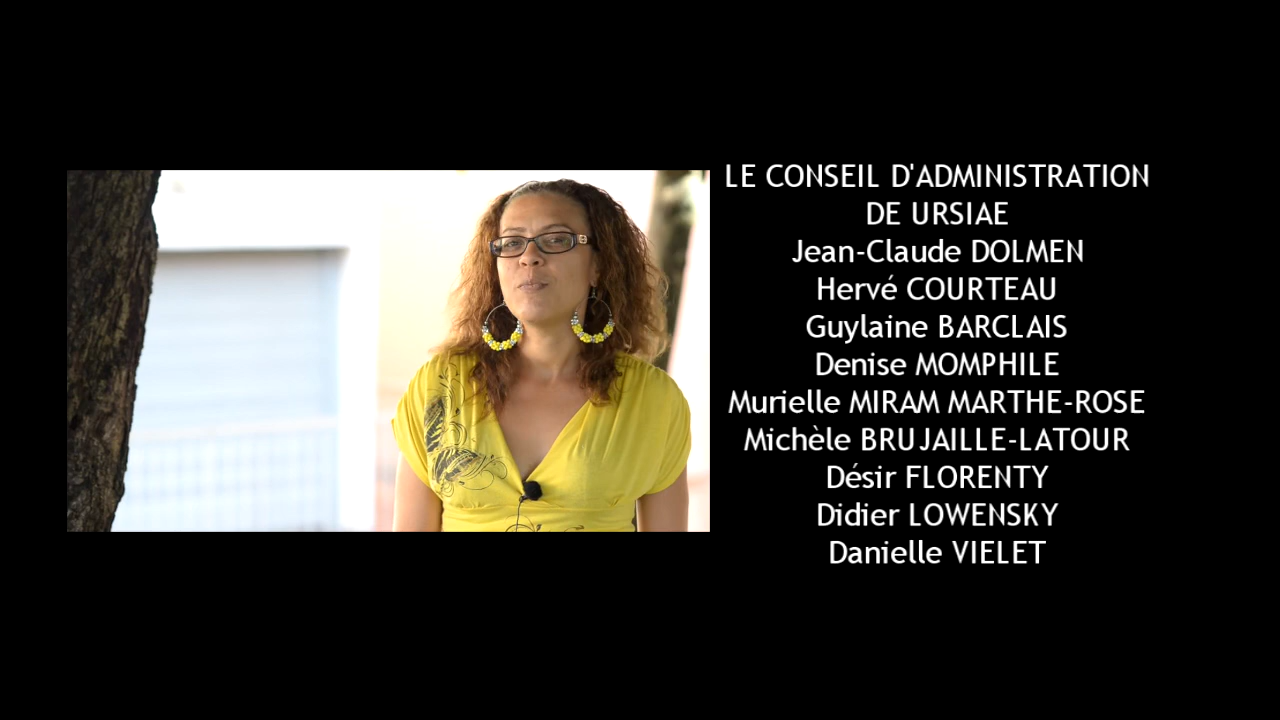 LE CONSEIL D'ADMINISTRATION
DE URSIAE
Jean-Claude DOLMEN
Hervé COURTEAU
Guylaine BARCLAIS
Denise MOMPHILE
Murielle MIRAM MARTHE-ROSE
Michèle BRUJAILLE-LATOUR
Désir FLORENTY
Didier LOWENSKY
Danielle VIELET